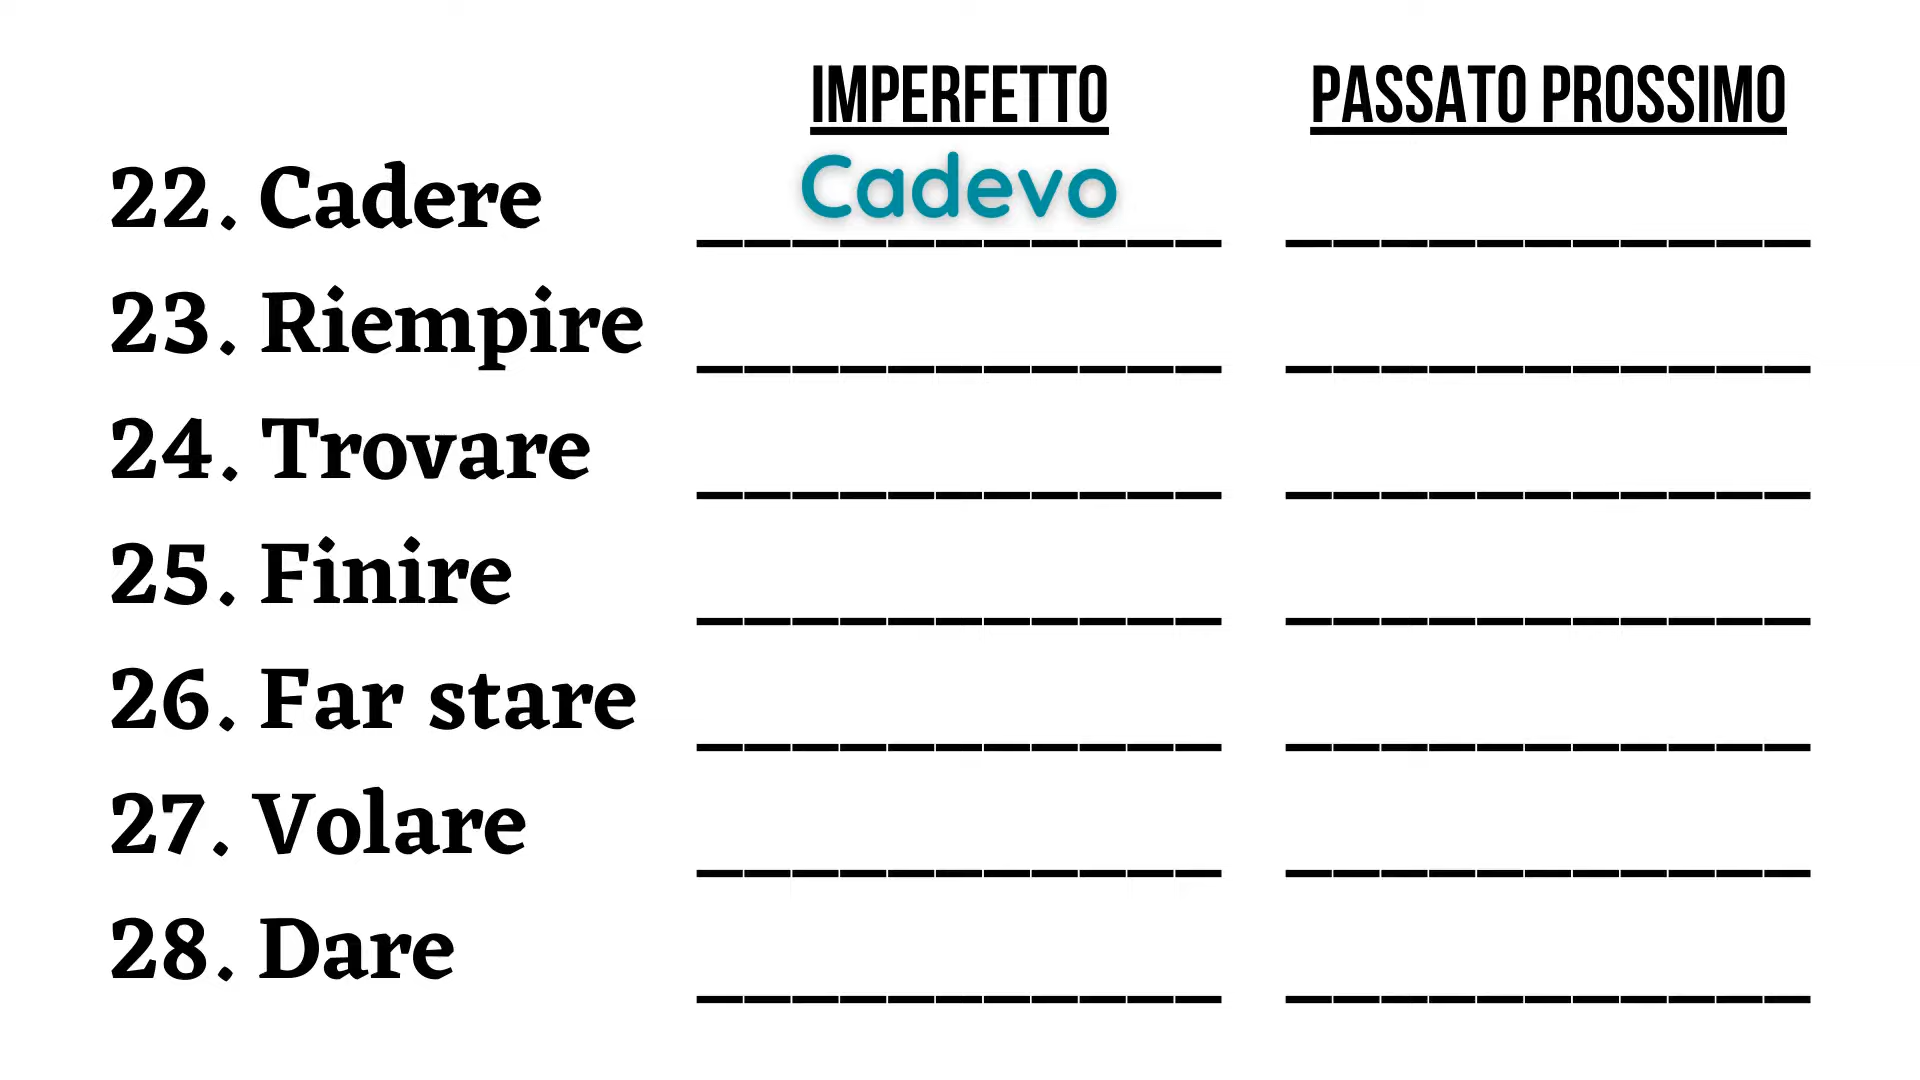 IMPERFETTO PASSATO PROSSIMO
22. Cadere Cadevo
23. Riempire
24. Trovare
25. Finire
26. Far stare
27. Volare
28. Dare